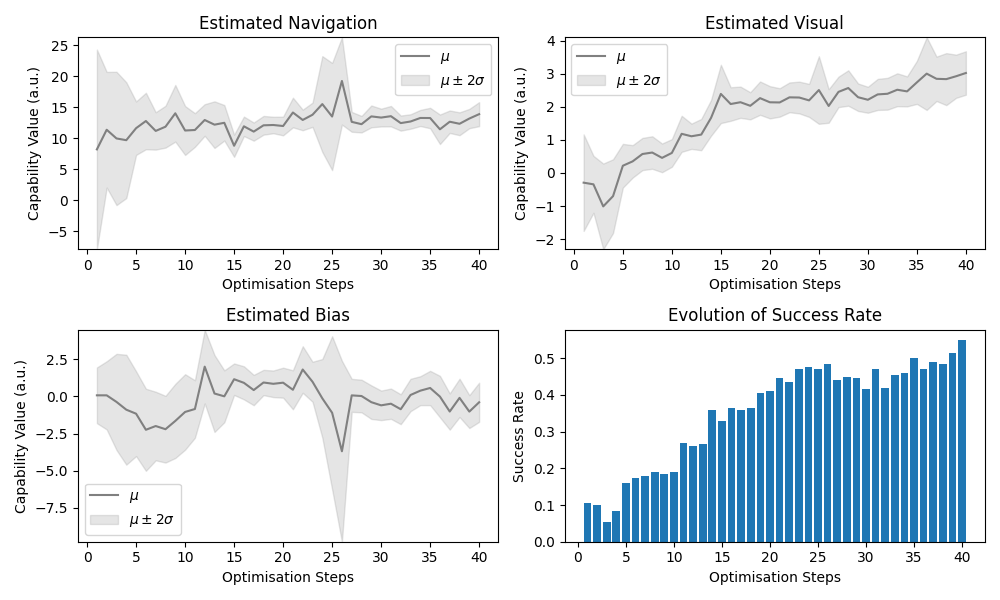 Estimated Navigation
Capability Value (a.u.)
25
20
15
10
5
0
−5
μ
μ ± 2σ
0 5 10 15 20 25 30 35 40
Optimisation Steps
Estimated Visual
Capability Value (a.u.)
4
3
2
1
0
−1
−2
μ
μ ± 2σ
0 5 10 15 20 25 30 35 40
Optimisation Steps
Estimated Bias
Capability Value (a.u.)
2.5
0.0
−2.5
−5.0
−7.5
μ
μ ± 2σ
0 5 10 15 20 25 30 35 40
Optimisation Steps
Evolution of Success Rate
Success Rate
0.5
0.4
0.3
0.2
0.1
0.0
0 5 10 15 20 25 30 35 40
Optimisation Steps